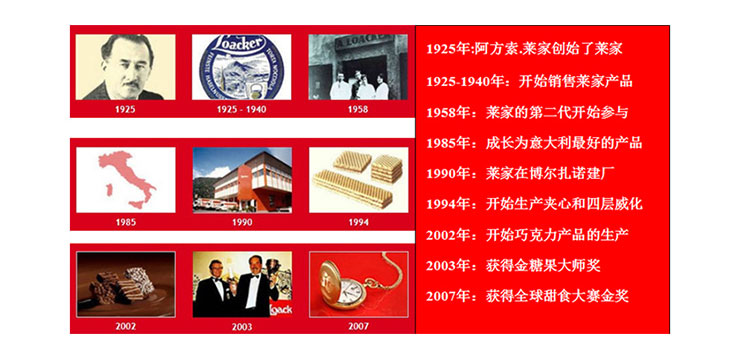 Loacker
FEINSTE
1925
1925 - 1940
1958
A. LOACKER
1985
1990
1994
2002
2003
2007
oack
1925年:阿方索.莱家创始了莱家
1925-1940年：开始销售莱家产品
1958年：莱家的第二代开始参与
1985年：成长为意大利最好的产品
1990年：莱家在博尔扎诺建厂
1994年：开始生产夹心和四层威化
2002年：开始巧克力产品的生产
2003年：获得金糖果大师奖
2007年：获得全球甜食大赛金奖